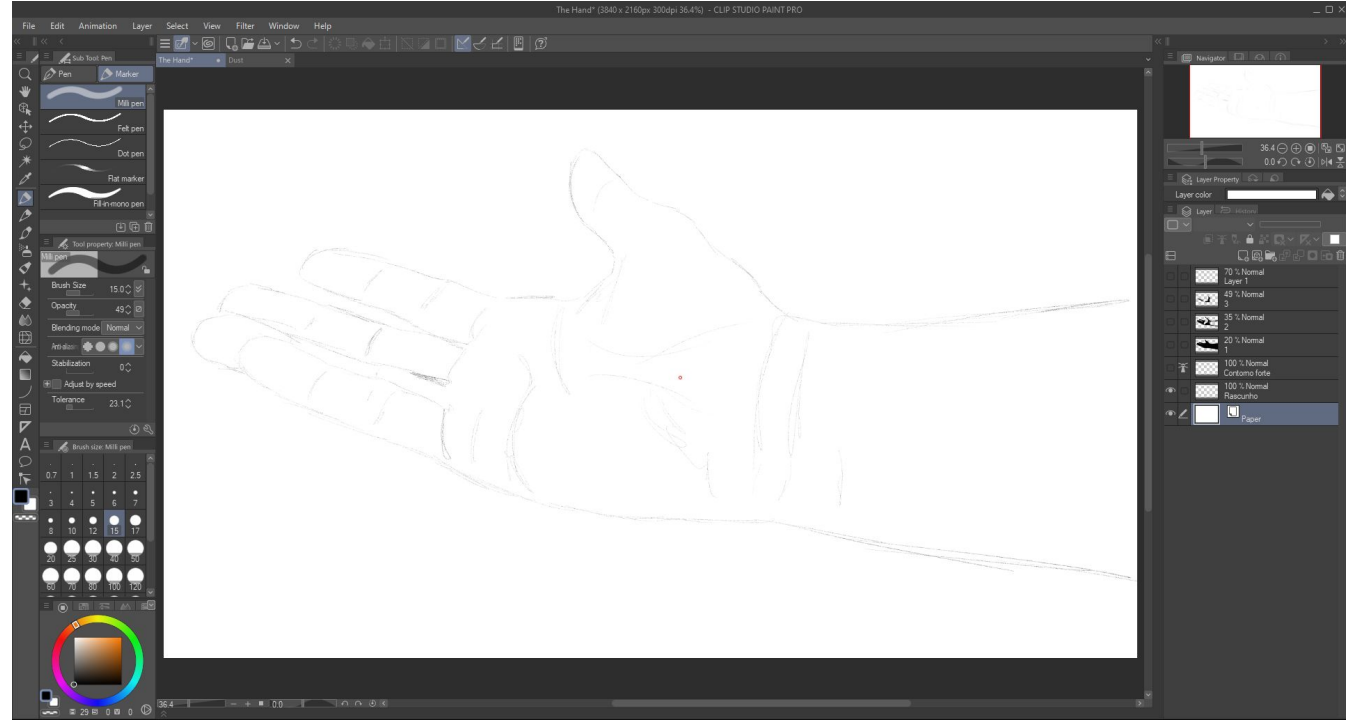 The Hand* (3840 x 2160px 300dpi 36.4%) - CLIP STUDIO PAINT PRO
File Edit Animation Layer Select View Filter Window Help
Sub Tool: Pen
Pen Marker
Milli pen
Felt pen
Dot pen
Flat marker
Fill-in-mono pen
Tool property: Milli pen
Milli pen
Brush Size 15.0
Opacity 49
Blending mode Normal
Stabilization 0
Adjust by speed
Tolerance 23.1
Brush size: Milli pen
0.7 1 1.5 2 2.5
3 4 5 6 7
8 10 12 15 17
20 25 30 40 50
60 70 80 100 120
29 0 0
The Hand* Dust
36.4 0.0
Navigator
36.4
0.0
Layer Property
Layer color
Layer History
70 % Normal
Layer 1
49 % Normal
3
35 % Normal
2
20 % Normal
1
100 % Normal
Contorno forte
100 % Normal
Rascunho
Paper